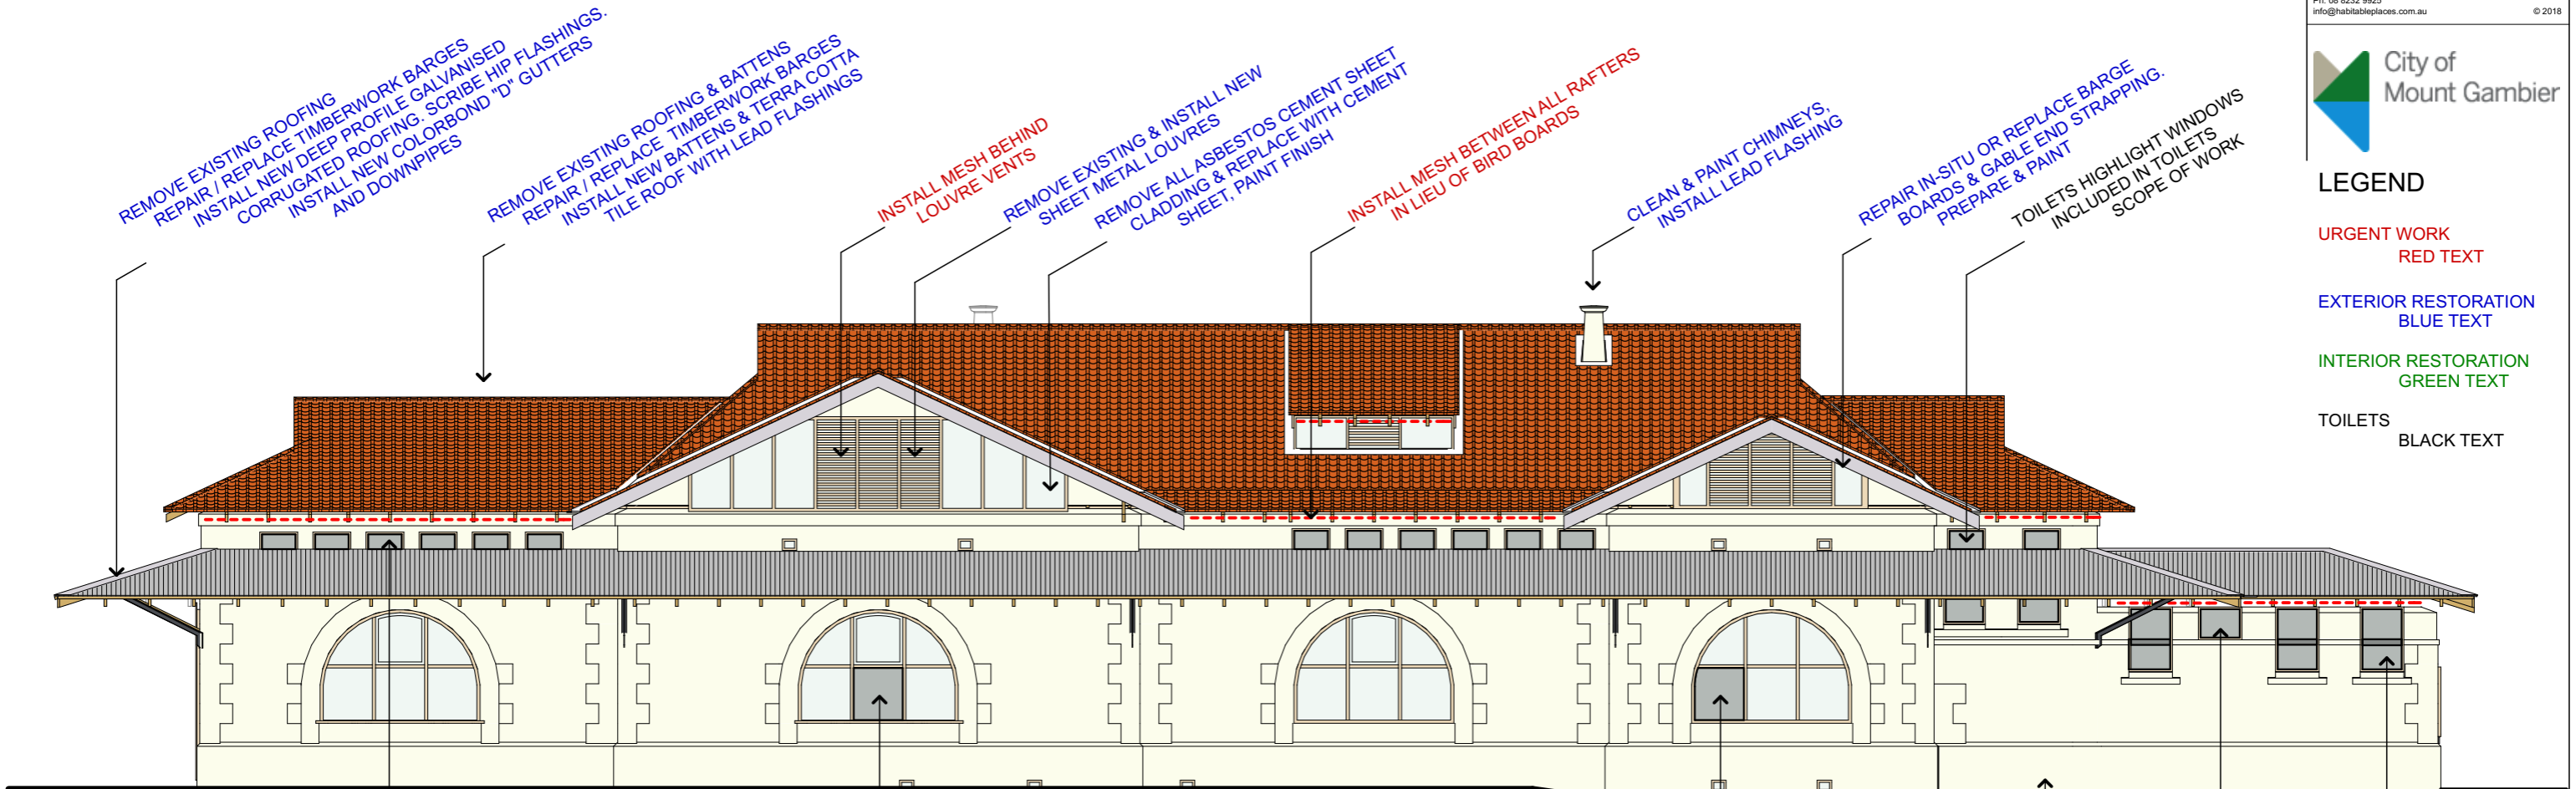 REMOVE EXISTING ROOFING
REPAIR / REPLACE TIMBERWORK BARGES
INSTALL NEW DEEP PROFILE GALVANISED
CORRUGATED ROOFING. SCRIBE HIP FLASHINGS.
INSTALL NEW COLORBOND "D" GUTTERS
AND DOWNPIPES
REMOVE EXISTING ROOFING & BATTENS
REPAIR / REPLACE TIMBERWORK BARGES
INSTALL NEW BATTENS & TERRA COTTA
TILE ROOF WITH LEAD FLASHINGS
INSTALL MESH BEHIND
LOUVRE VENTS
REMOVE EXISTING & INSTALL NEW
SHEET METAL LOUVRES
REMOVE ALL ASBESTOS CEMENT SHEET
CLADDING & REPLACE WITH CEMENT
SHEET, PAINT FINISH
INSTALL MESH BETWEEN ALL RAFTERS
IN LIEU OF BIRD BOARDS
CLEAN & PAINT CHIMNEYS,
INSTALL LEAD FLASHING
REPAIR IN-SITU OR REPLACE BARGE
BOARDS & GABLE END STRAPPING.
PREPARE & PAINT
TOILETS HIGHLIGHT WINDOWS
INCLUDED IN TOILETS
SCOPE OF WORK
Ph: 08 8232 9925
info@habitableplaces.com.au © 2018
City of
Mount Gambier
LEGEND
URGENT WORK
RED TEXT
EXTERIOR RESTORATION
BLUE TEXT
INTERIOR RESTORATION
GREEN TEXT
TOILETS
BLACK TEXT